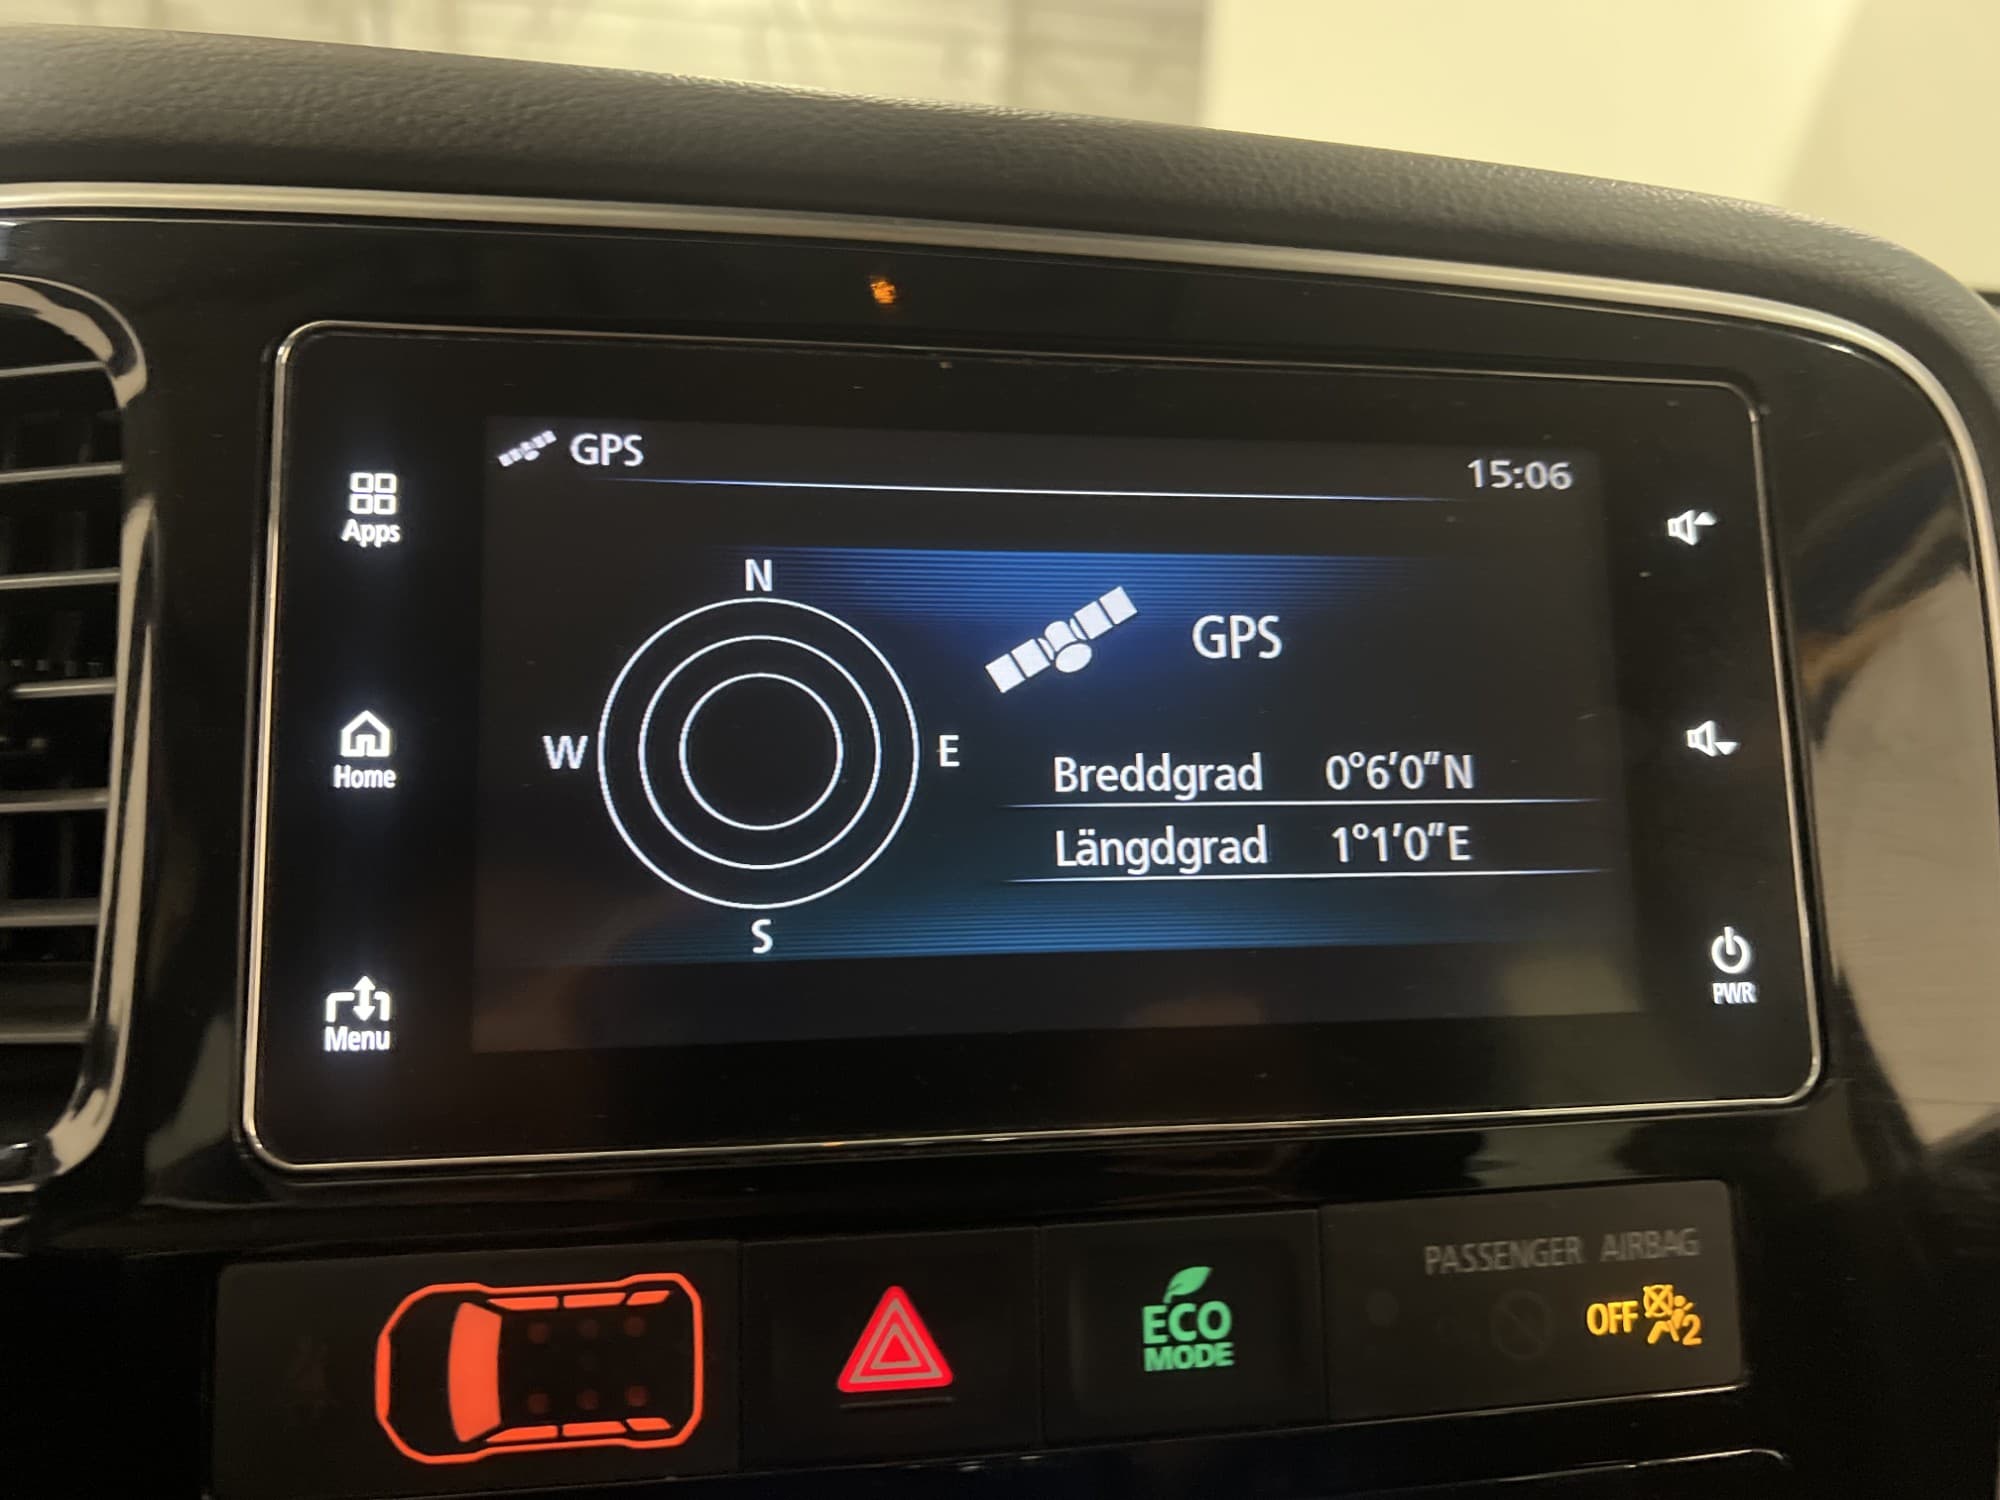 GPS
15:06
Apps
N
GPS
W
E
Home
Breddgrad 0°6'0"N
Längdgrad 1°1'0"E
S
PWR
Menu
PASSENGER AIRBAG
ECO
MODE
OFF 2